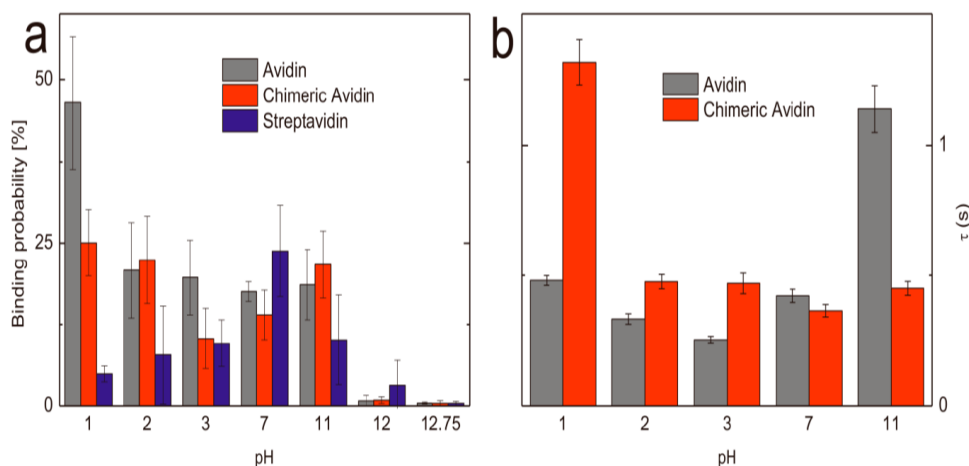 a
Avidin
Chimeric Avidin
Streptavidin
Binding probability [%]
50
25
0
1 2 3 7 11 12 12.75
pH
b
Avidin
Chimeric Avidin
1
0
τ (s)
1 2 3 7 11
pH